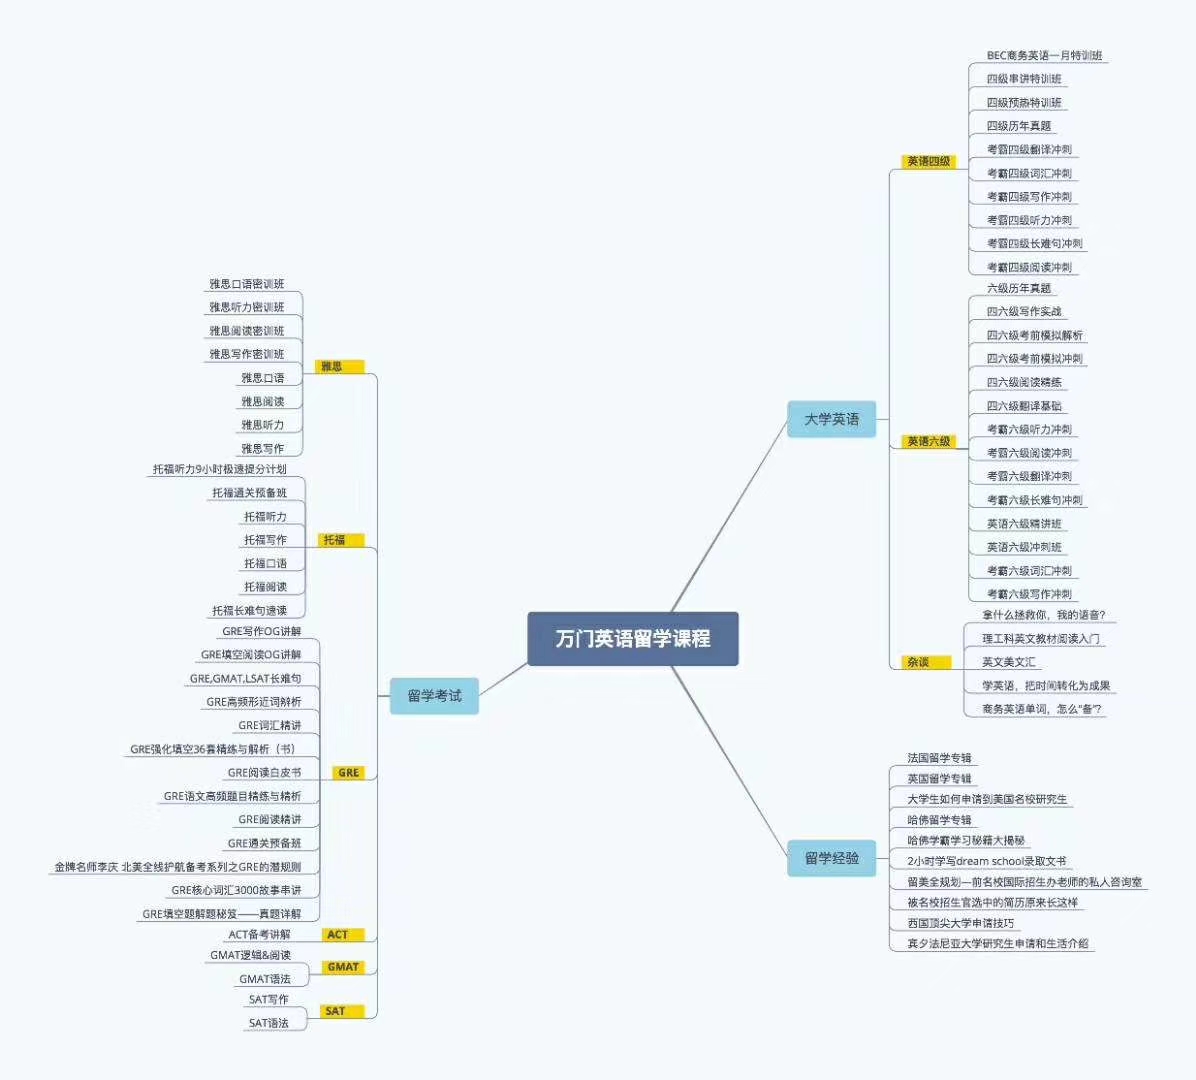 万门英语留学课程
大学英语
英语四级
BEC商务英语一月特训班
四级串讲特训班
四级预热特训班
四级历年真题
考霸四级翻译冲刺
考霸四级词汇冲刺
考霸四级写作冲刺
考霸四级听力冲刺
考霸四级长难句冲刺
考霸四级阅读冲刺
英语六级
六级历年真题
四六级写作实战
四六级考前模拟解析
四六级考前模拟冲刺
四六级阅读精练
四六级翻译基础
考霸六级听力冲刺
考霸六级阅读冲刺
考霸六级翻译冲刺
考霸六级长难句冲刺
英语六级精讲班
英语六级冲刺班
考霸六级词汇冲刺
考霸六级写作冲刺
杂谈
拿什么拯救你，我的语音?
理工科英文教材阅读入门
英文美文汇
学英语，把时间转化为成果
商务英语单词，怎么"备"?
留学经验
法国留学专辑
英国留学专辑
大学生如何申请到美国名校研究生
哈佛留学专辑
哈佛学霸学习秘籍大揭秘
2小时学写dream school录取文书
留美全规划—前名校国际招生办老师的私人咨询室
被名校招生官选中的简历原来长这样
西国顶尖大学申请技巧
宾夕法尼亚大学研究生申请和生活介绍
留学考试
雅思
雅思口语密训班
雅思听力密训班
雅思阅读密训班
雅思写作密训班
雅思口语
雅思阅读
雅思听力
雅思写作
托福
托福听力9小时极速提分计划
托福通关预备班
托福听力
托福写作
托福口语
托福阅读
托福长难句速读
GRE
GRE写作OG讲解
GRE填空阅读OG讲解
GRE,GMAT,LSAT长难句
GRE高频形近词辨析
GRE词汇精讲
GRE强化填空36套精练与解析（书）
GRE阅读白皮书
GRE语文高频题目精练与精析
GRE阅读精讲
GRE通关预备班
金牌名师李庆 北美全线护航备考系列之GRE的潜规则
GRE核心词汇3000故事串讲
GRE填空题解题秘笈——真题详解
ACT
ACT备考讲解
GMAT
GMAT逻辑&阅读
GMAT语法
SAT
SAT写作
SAT语法